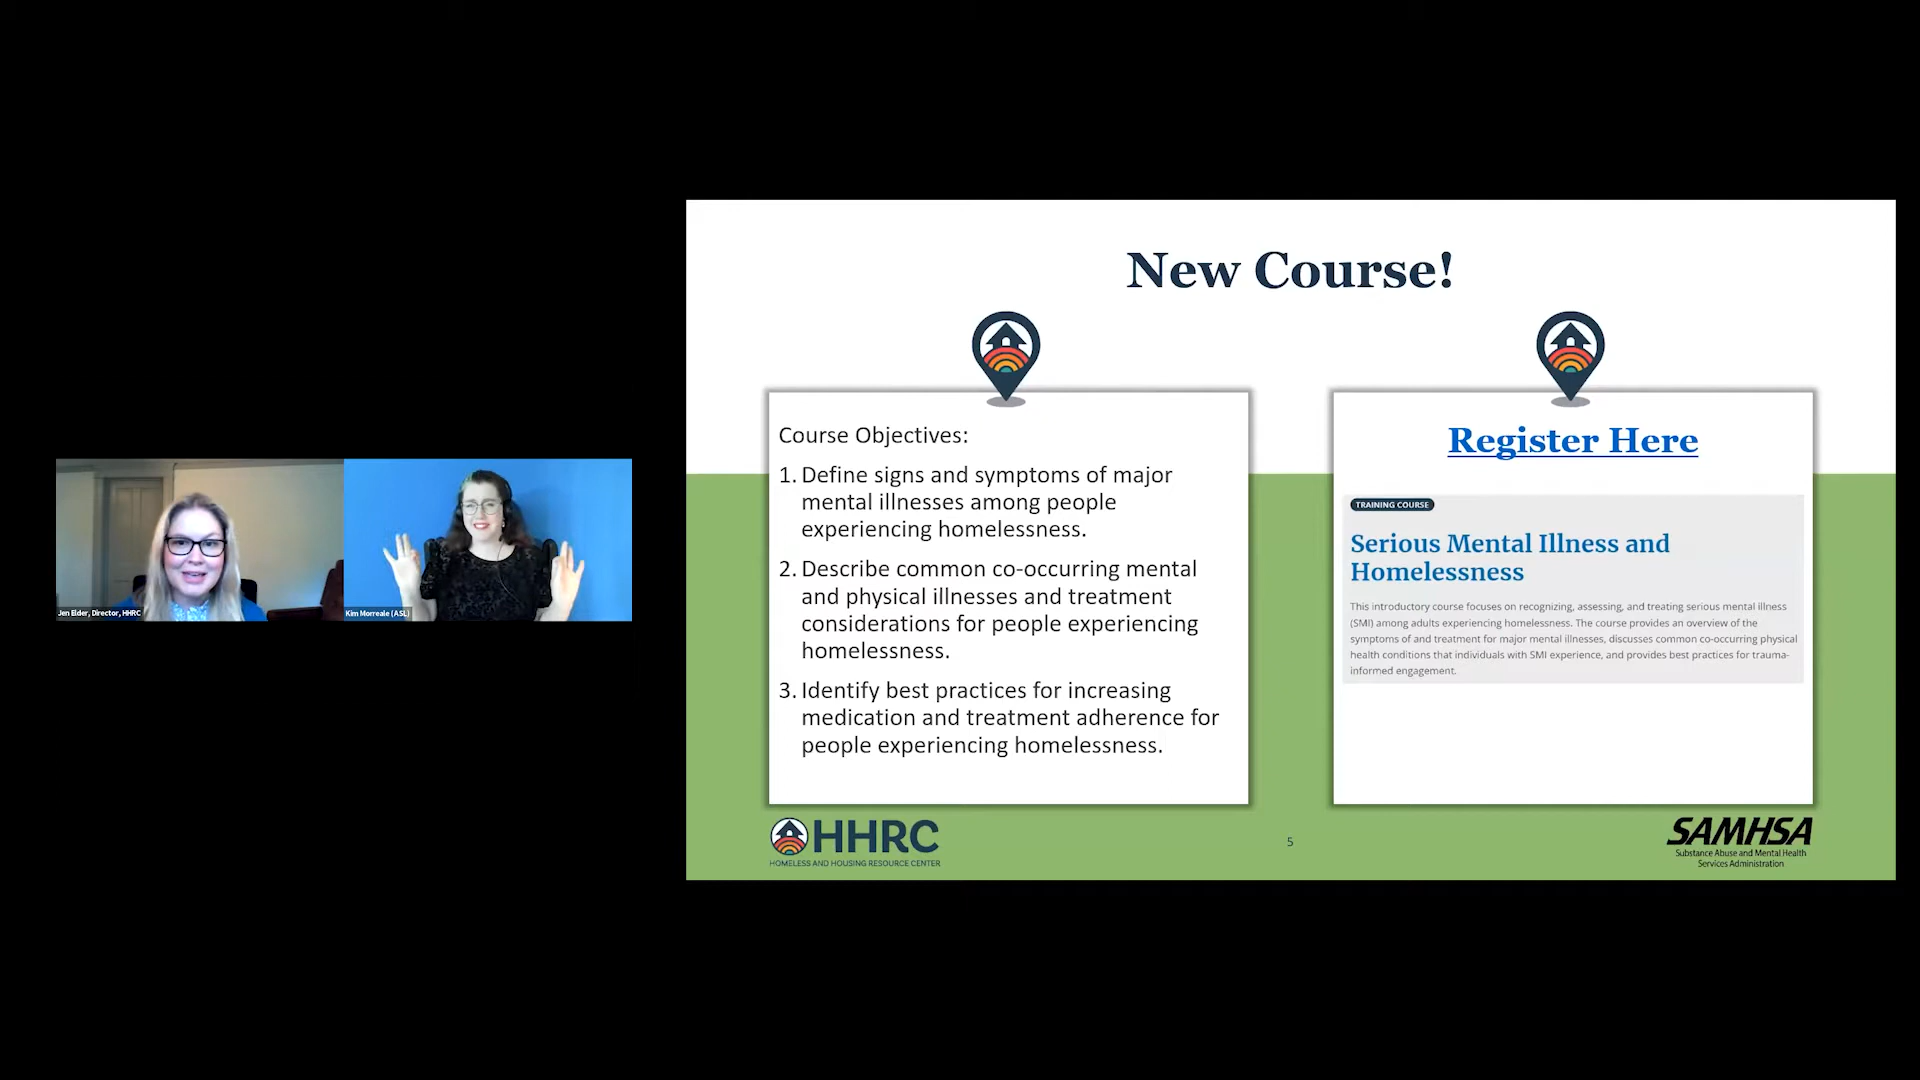 New Course!
Course Objectives:
1. Define signs and symptoms of major
mental illnesses among people
experiencing homelessness.
2. Describe common co-occurring mental
and physical illnesses and treatment
considerations for people experiencing
homelessness.
3. Identify best practices for increasing
medication and treatment adherence for
people experiencing homelessness.
Register Here
TRAINING COURSE
Serious Mental Illness and
Homelessness
This introductory course focuses on recognizing, assessing, and treating serious mental illness
(SMI) among adults experiencing homelessness. The course provides an overview of the
symptoms of and treatment for major mental illnesses, discusses common co-occurring physical
health conditions that individuals with SMI experience, and provides best practices for trauma-
informed engagement.
Jen Elder, Director, HHRC
Kim Morreale (ASL)
HHRC
HOMELESS AND HOUSING RESOURCE CENTER
5
SAMHSA
Substance Abuse and Mental Health
Services Administration